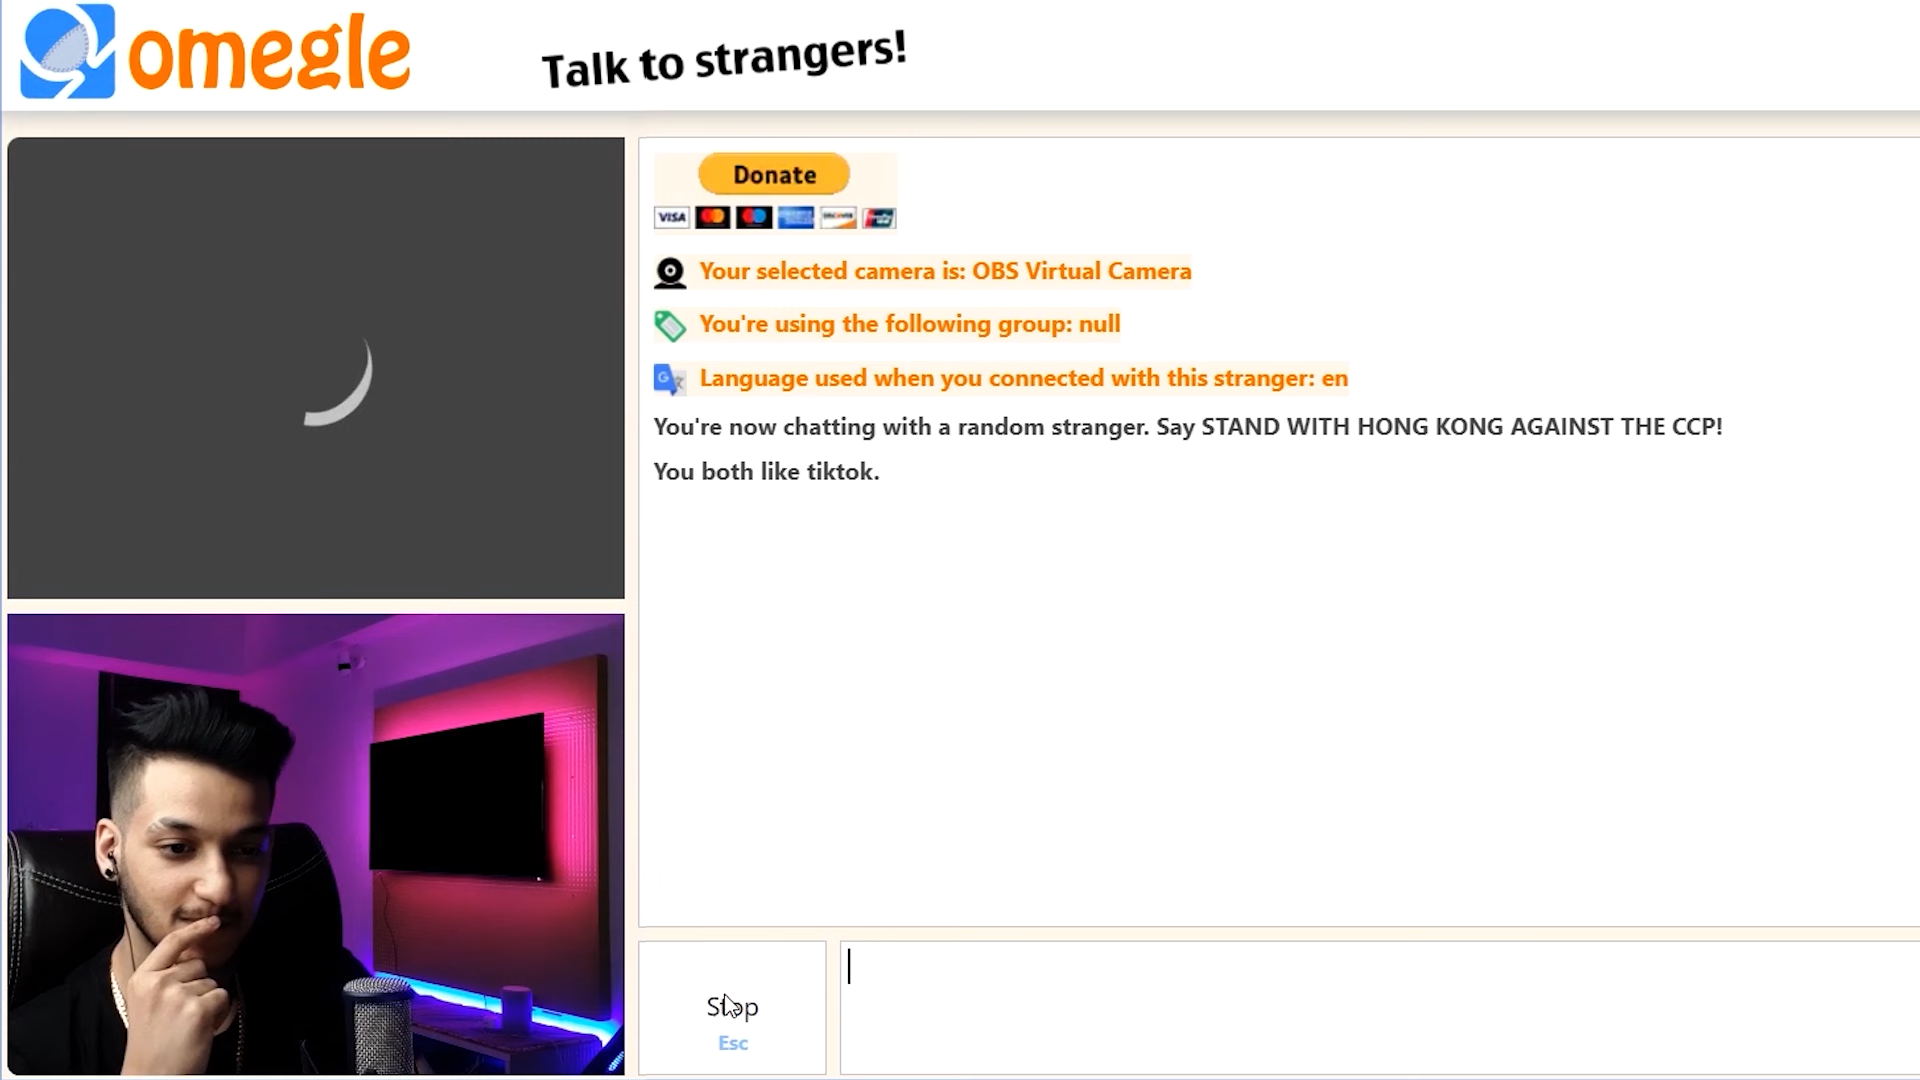 omegle
Talk to strangers!
Donate
VISA
DISCOVER
Your selected camera is: OBS Virtual Camera
You're using the following group: null
G
Language used when you connected with this stranger: en
You're now chatting with a random stranger. Say STAND WITH HONG KONG AGAINST THE CCP!
You both like tiktok.
Stop
Esc